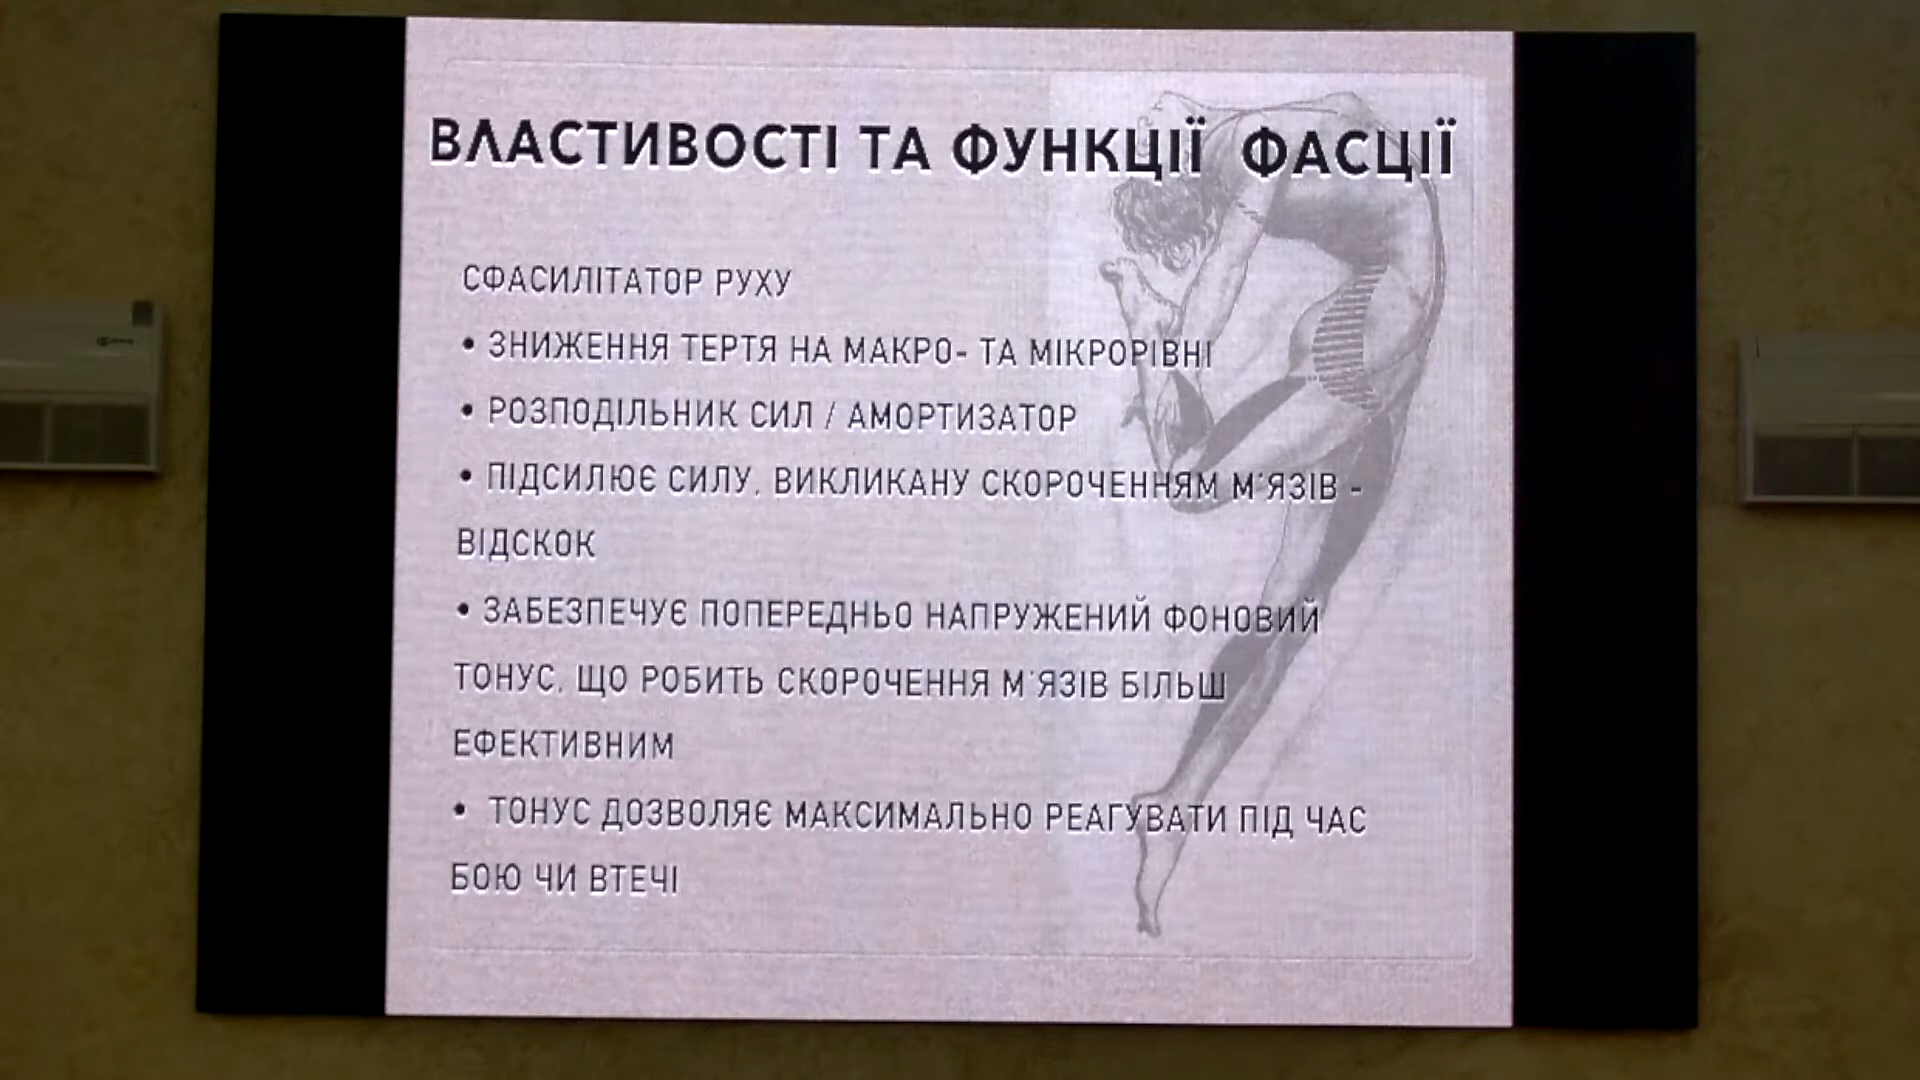 ВЛАСТИВОСТІ ТА ФУНКЦІЇ ФАСЦІЇ
СФАСИЛІТАТОР РУХУ
• ЗНИЖЕННЯ ТЕРТЯ НА МАКРО- ТА МІКРОРІВНІ
• РОЗПОДІЛЬНИК СИЛ / АМОРТИЗАТОР
• ПІДСИЛЮЄ СИЛУ, ВИКЛИКАНУ СКОРОЧЕННЯМ М'ЯЗІВ -
ВІДСКОК
• ЗАБЕЗПЕЧУЄ ПОПЕРЕДНЬО НАПРУЖЕНИЙ ФОНОВИЙ
ТОНУС, ЩО РОБИТЬ СКОРОЧЕННЯ М'ЯЗІВ БІЛЬШ
ЕФЕКТИВНИМ
• ТОНУС ДОЗВОЛЯЄ МАКСИМАЛЬНО РЕАГУВАТИ ПІД ЧАС
БОЮ ЧИ ВТЕЧІ